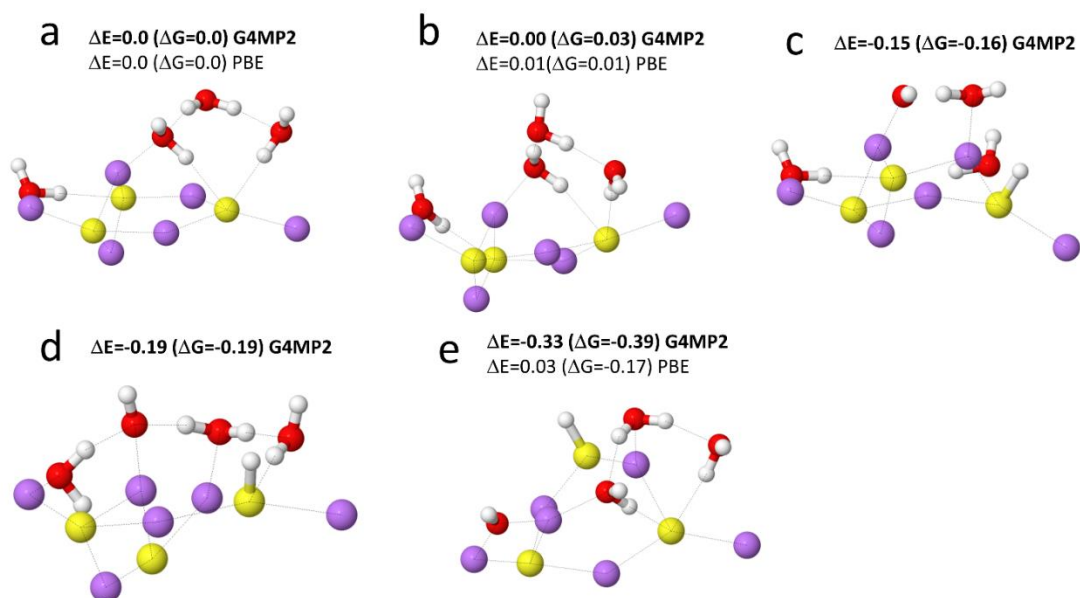 a
ΔE=0.0 (ΔG=0.0) G4MP2
ΔE=0.0 (ΔG=0.0) PBE
b
ΔE=0.00 (ΔG=0.03) G4MP2
ΔE=0.01(ΔG=0.01) PBE
c
ΔE=-0.15 (ΔG=-0.16) G4MP2
d
ΔE=-0.19 (ΔG=-0.19) G4MP2
e
ΔE=-0.33 (ΔG=-0.39) G4MP2
ΔE=0.03 (ΔG=-0.17) PBE